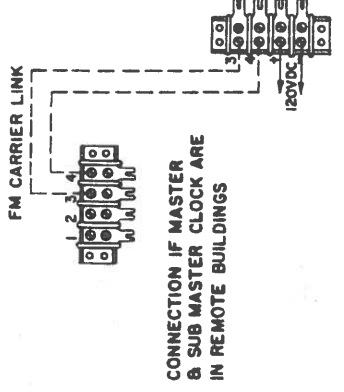 FM CARRIER LINK
3 4 + -
120VDC
1 2 3 4
CONNECTION IF MASTER
& SUB MASTER CLOCK ARE
IN REMOTE BUILDINGS